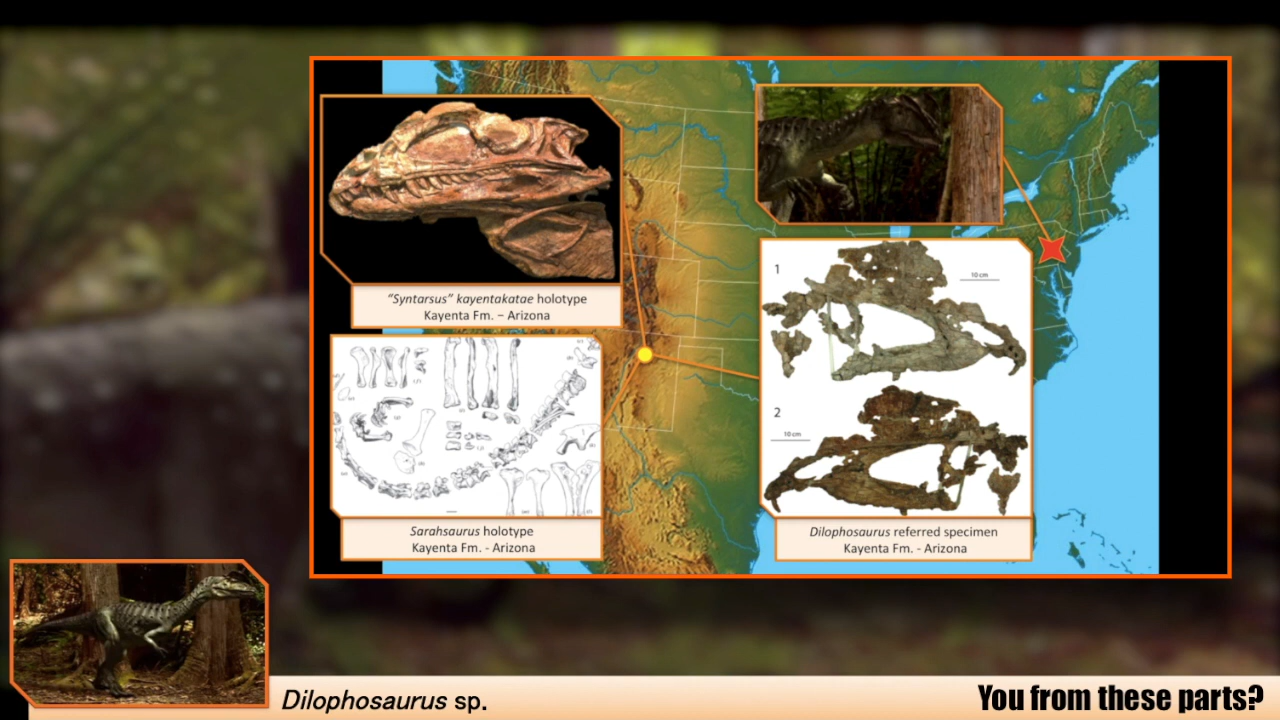 "Syntarsus" kayentakatae holotype
Kayenta Fm. – Arizona
1
10 cm
2
10 cm
Sarahsaurus holotype
Kayenta Fm. - Arizona
Dilophosaurus referred specimen
Kayenta Fm. - Arizona
Dilophosaurus sp.
You from these parts?